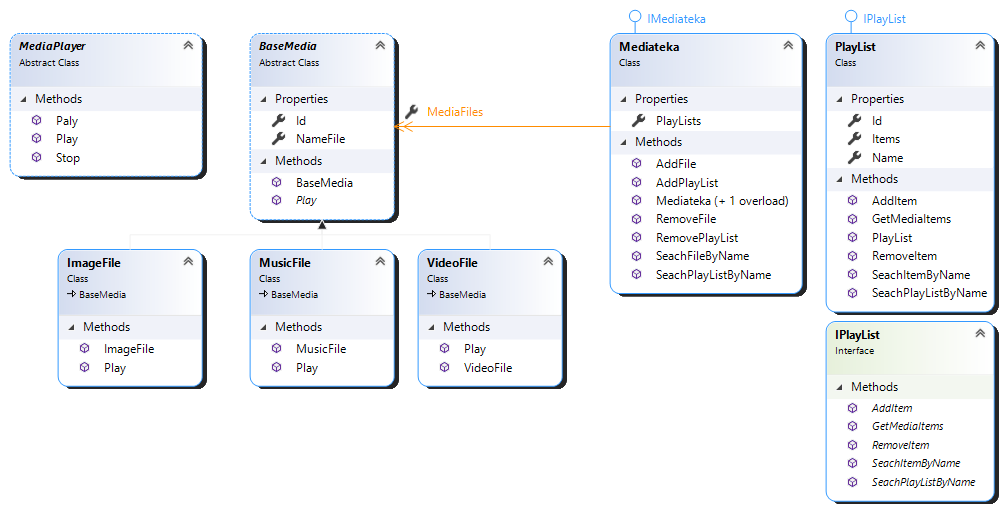 MediaPlayer
Abstract Class
Methods
Paly
Play
Stop
BaseMedia
Abstract Class
Properties
Id
NameFile
Methods
BaseMedia
Play
MediaFiles
IMediateka
Mediateka
Class
Properties
PlayLists
Methods
AddFile
AddPlayList
Mediateka (+ 1 overload)
RemoveFile
RemovePlayList
SeachFileByName
SeachPlayListByName
IPlayList
PlayList
Class
Properties
Id
Items
Name
Methods
AddItem
GetMediaItems
PlayList
RemoveItem
SeachItemByName
SeachPlayListByName
ImageFile
Class
BaseMedia
Methods
ImageFile
Play
MusicFile
Class
BaseMedia
Methods
MusicFile
Play
VideoFile
Class
BaseMedia
Methods
Play
VideoFile
IPlayList
Interface
Methods
AddItem
GetMediaItems
RemoveItem
SeachItemByName
SeachPlayListByName